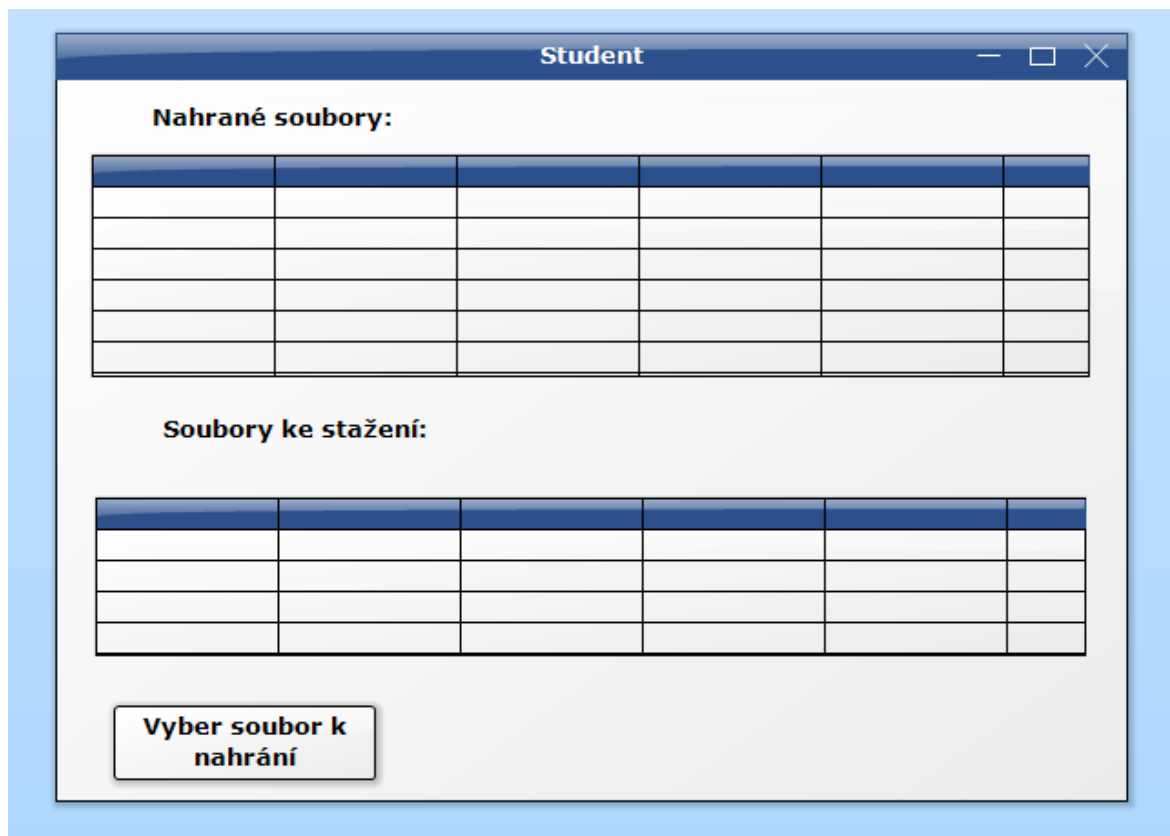 Student
Nahrané soubory:
Soubory ke stažení:
Vyber soubor k
nahrání